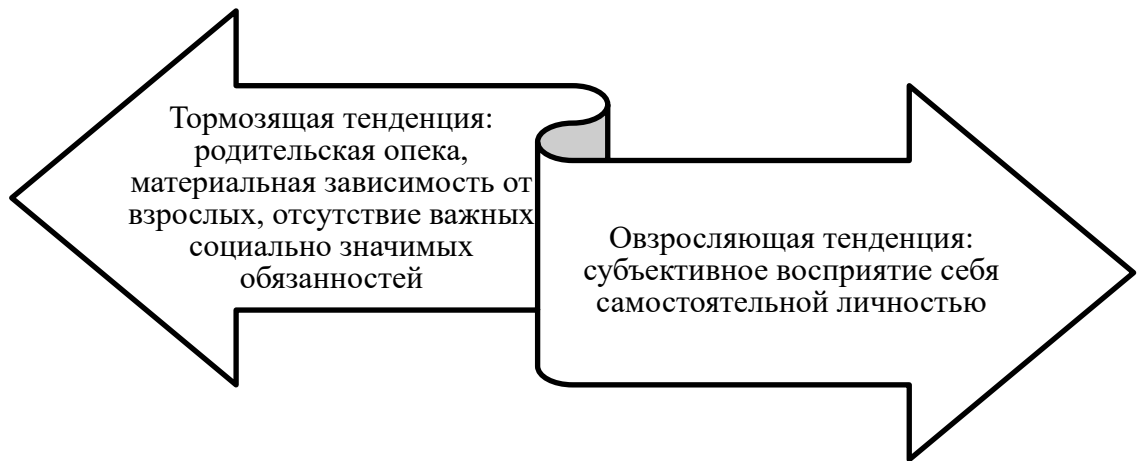 Тормозящая тенденция:
родительская опека,
материальная зависимость от
взрослых, отсутствие важных
социально значимых
обязанностей
Овзросляющая тенденция:
субъективное восприятие себя
самостоятельной личностью